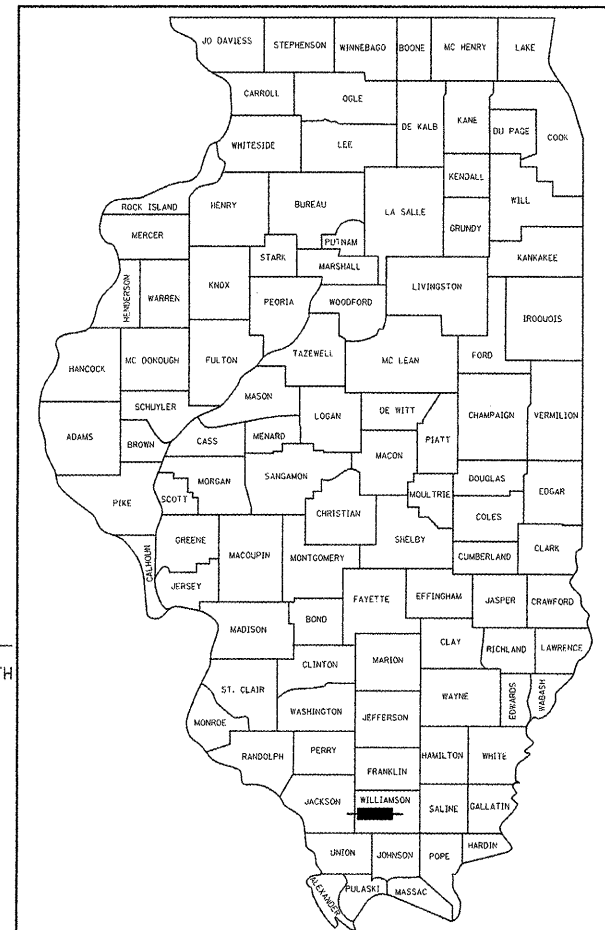 JO DAVIESS
STEPHENSON
WINNEBAGO
BOONE
MC HENRY
LAKE
CARROLL
OGLE
DE KALB
KANE
DU PAGE
COOK
WHITESIDE
LEE
KENDALL
WILL
ROCK ISLAND
HENRY
BUREAU
LA SALLE
GRUNDY
MERCER
PUTNAM
STARK
MARSHALL
KANKAKEE
HENDERSON
WARREN
KNOX
PEORIA
WOODFORD
LIVINGSTON
IROQUOIS
HANCOCK
MC DONOUGH
FULTON
TAZEWELL
MC LEAN
FORD
MASON
SCHUYLER
LOGAN
DE WITT
CHAMPAIGN
VERMILION
ADAMS
BROWN
CASS
MENARD
MACON
PIATT
MORGAN
SANGAMON
DOUGLAS
EDGAR
PIKE
SCOTT
CHRISTIAN
MOULTRIE
COLES
GREENE
MACOUPIN
MONTGOMERY
SHELBY
CUMBERLAND
CLARK
CALHOUN
JERSEY
FAYETTE
EFFINGHAM
JASPER
CRAWFORD
MADISON
BOND
CLAY
RICHLAND
LAWRENCE
TH
CLINTON
MARION
ST. CLAIR
WAYNE
EDWARDS
WABASH
WASHINGTON
JEFFERSON
MONROE
PERRY
HAMILTON
WHITE
RANDOLPH
FRANKLIN
JACKSON
WILLIAMSON
SALINE
GALLATIN
UNION
JOHNSON
POPE
HARDIN
ALEXANDER
PULASKI
MASSAC